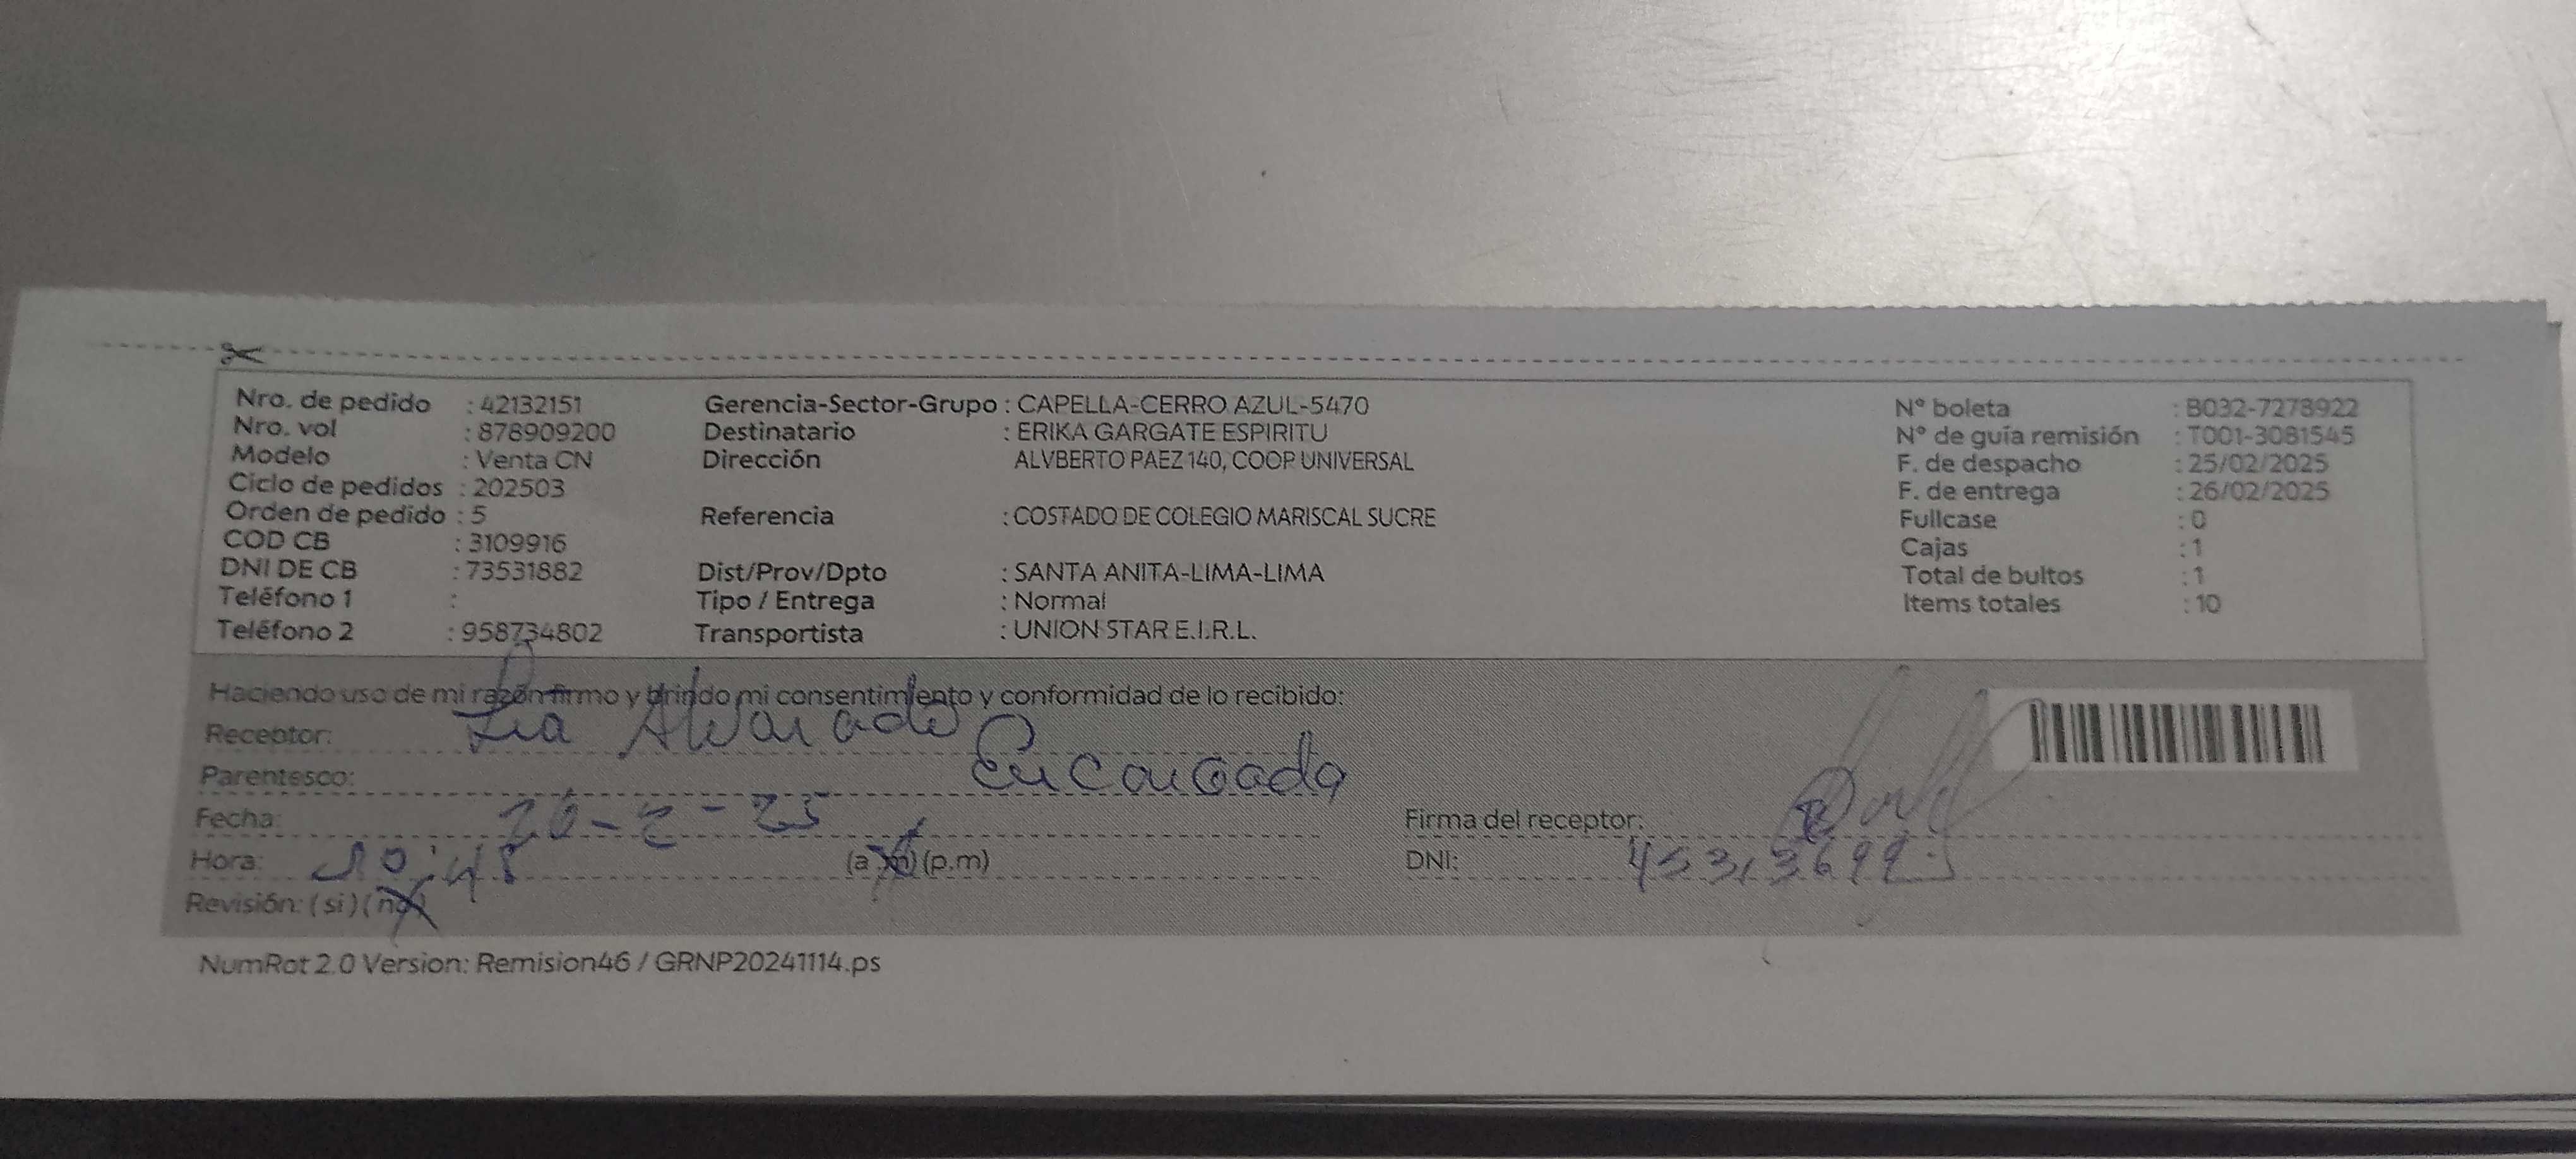 Nro. de pedido : 42132151
Nro. vol : 878909200
Modelo : Venta CN
Ciclo de pedidos : 202503
Orden de pedido : 5
COD CB : 3109916
DNI DE CB : 73531882
Teléfono 1 :
Teléfono 2 : 958734802
Gerencia-Sector-Grupo : CAPELLA-CERRO AZUL-5470
Destinatario : ERIKA GARGATE ESPIRITU
Dirección ALVBERTO PAEZ 140, COOP UNIVERSAL
Referencia : COSTADO DE COLEGIO MARISCAL SUCRE
Dist/Prov/Dpto : SANTA ANITA-LIMA-LIMA
Tipo / Entrega : Normal
Transportista : UNION STAR E.I.R.L.
N° boleta : B032-7278922
N° de guía remisión : T001-3081545
F. de despacho : 25/02/2025
F. de entrega : 26/02/2025
Fullcase : 0
Cajas : 1
Total de bultos : 1
Items totales : 10
Haciendo uso de mi razón firmo y brindo mi consentimiento y conformidad de lo recibido:
Receptor: Alvarado
Parentesco: Encargada
Fecha: 26-2-25
Hora: 10:45 (a.m) (p.m)
Revisión: (si) (no)
Firma del receptor:
DNI:
NumRot 2.0 Version: Remision46 / GRNP20241114.ps